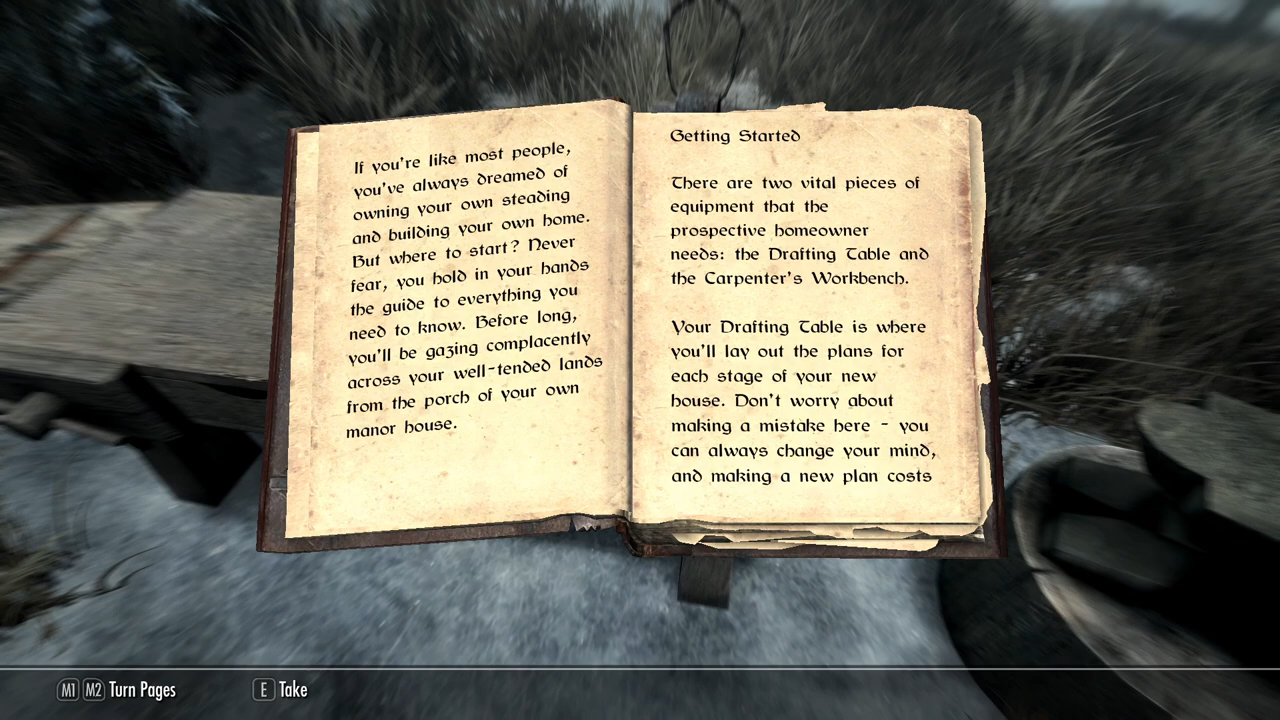 If you're like most people,
you've always dreamed of
owning your own steading
and building your own home.
But where to start? Never
fear, you hold in your hands
the guide to everything you
need to know. Before long,
you'll be gazing complacently
across your well-tended lands
from the porch of your own
manor house.
Getting Started
There are two vital pieces of
equipment that the
prospective homeowner
needs: the Drafting Table and
the Carpenter's Workbench.
Your Drafting Table is where
you'll lay out the plans for
each stage of your new
house. Don't worry about
making a mistake here - you
can always change your mind,
and making a new plan costs
M1 M2 Turn Pages
E Take